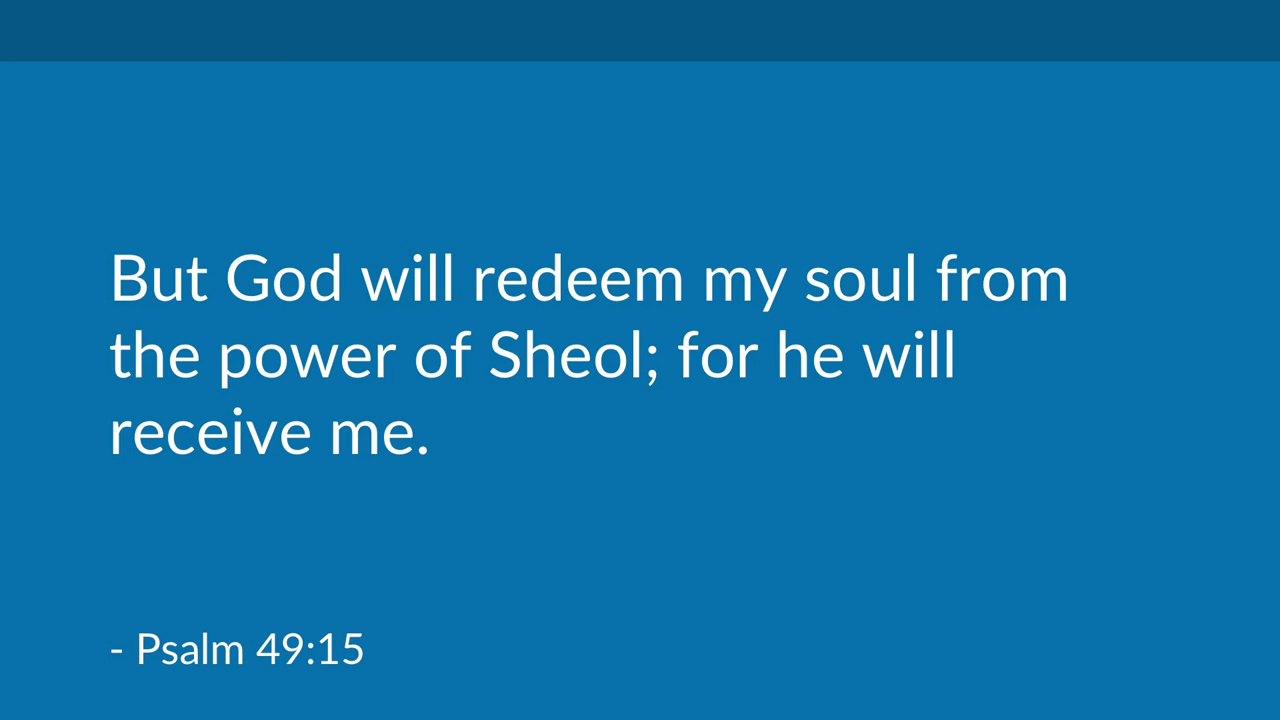 But God will redeem my soul from
the power of Sheol; for he will
receive me.
- Psalm 49:15